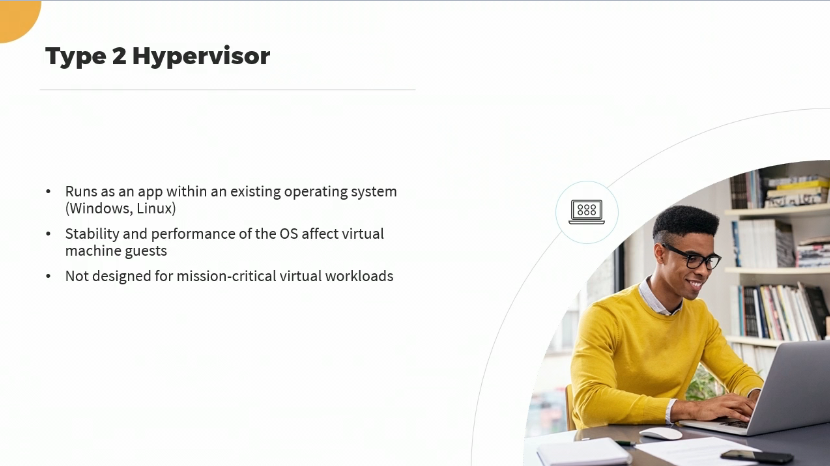 Type 2 Hypervisor
• Runs as an app within an existing operating system
(Windows, Linux)
• Stability and performance of the OS affect virtual
machine guests
• Not designed for mission-critical virtual workloads